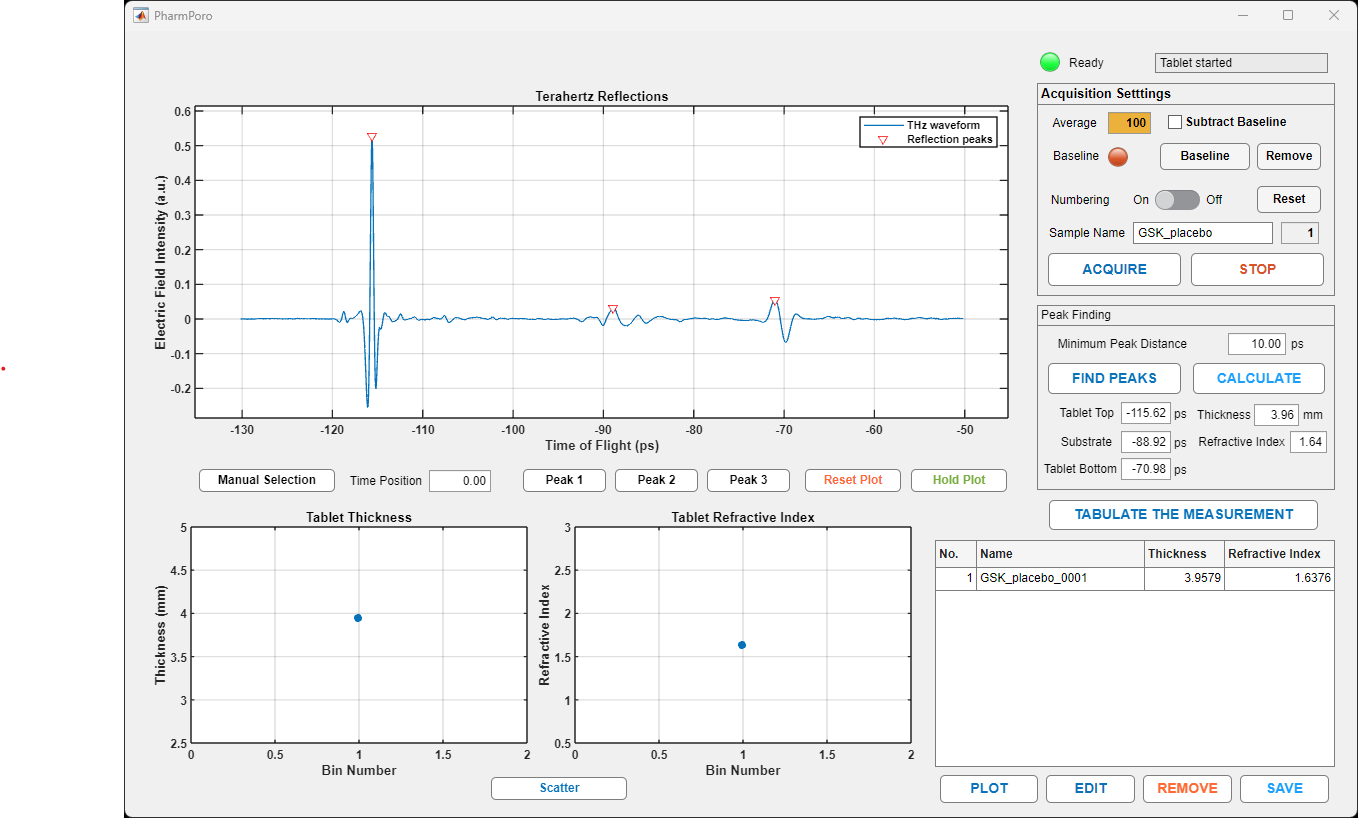 PharmPoro
Ready
Tablet started
Terahertz Reflections
0.6
0.5
0.4
0.3
0.2
0.1
0
-0.1
-0.2
Electric Field Intensity (a.u.)
THz waveform
Reflection peaks
-130 -120 -110 -100 -90 -80 -70 -60 -50
Time of Flight (ps)
Acquisition Setttings
Average 100 Subtract Baseline
Baseline Baseline Remove
Numbering On Off Reset
Sample Name GSK_placebo 1
ACQUIRE STOP
Peak Finding
Minimum Peak Distance 10.00 ps
FIND PEAKS CALCULATE
Tablet Top -115.62 ps Thickness 3.96 mm
Substrate -88.92 ps Refractive Index 1.64
Tablet Bottom -70.98 ps
Manual Selection Time Position 0.00 Peak 1 Peak 2 Peak 3 Reset Plot Hold Plot
TABULATE THE MEASUREMENT
Tablet Thickness
5
4.5
4
3.5
3
2.5
Thickness (mm)
0 0.5 1 1.5 2
Bin Number
Tablet Refractive Index
3
2.5
2
1.5
1
0.5
Refractive Index
0 0.5 1 1.5 2
Bin Number
Scatter
No. Name Thickness Refractive Index
1 GSK_placebo_0001 3.9579 1.6376
PLOT EDIT REMOVE SAVE